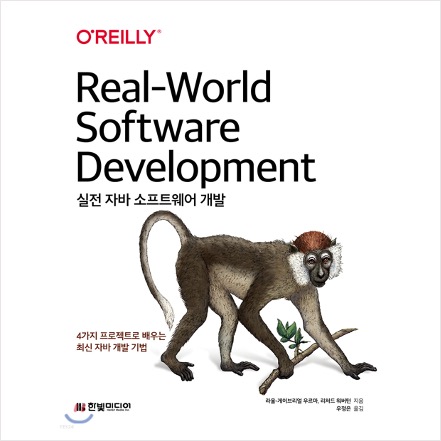 O'REILLY®
Real-World
Software
Development
실전 자바 소프트웨어 개발
4가지 프로젝트로 배우는
최신 자바 개발 기법
라울-게이브리얼 우르마, 리처드 워버턴 지음
우정은 옮김
한빛미디어
Hanbit Media, Inc.